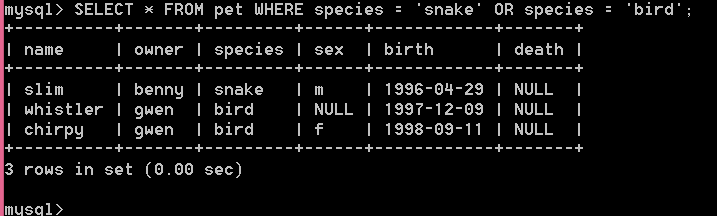 mysql> SELECT * FROM pet WHERE species = 'snake' OR species = 'bird';
+----------+-------+---------+------+------------+-------+
| name     | owner | species | sex  | birth      | death |
+----------+-------+---------+------+------------+-------+
| slim     | benny | snake   | m    | 1996-04-29 | NULL  |
| whistler | gwen  | bird    | NULL | 1997-12-09 | NULL  |
| chirpy   | gwen  | bird    | f    | 1998-09-11 | NULL  |
+----------+-------+---------+------+------------+-------+
3 rows in set (0.00 sec)
mysql>